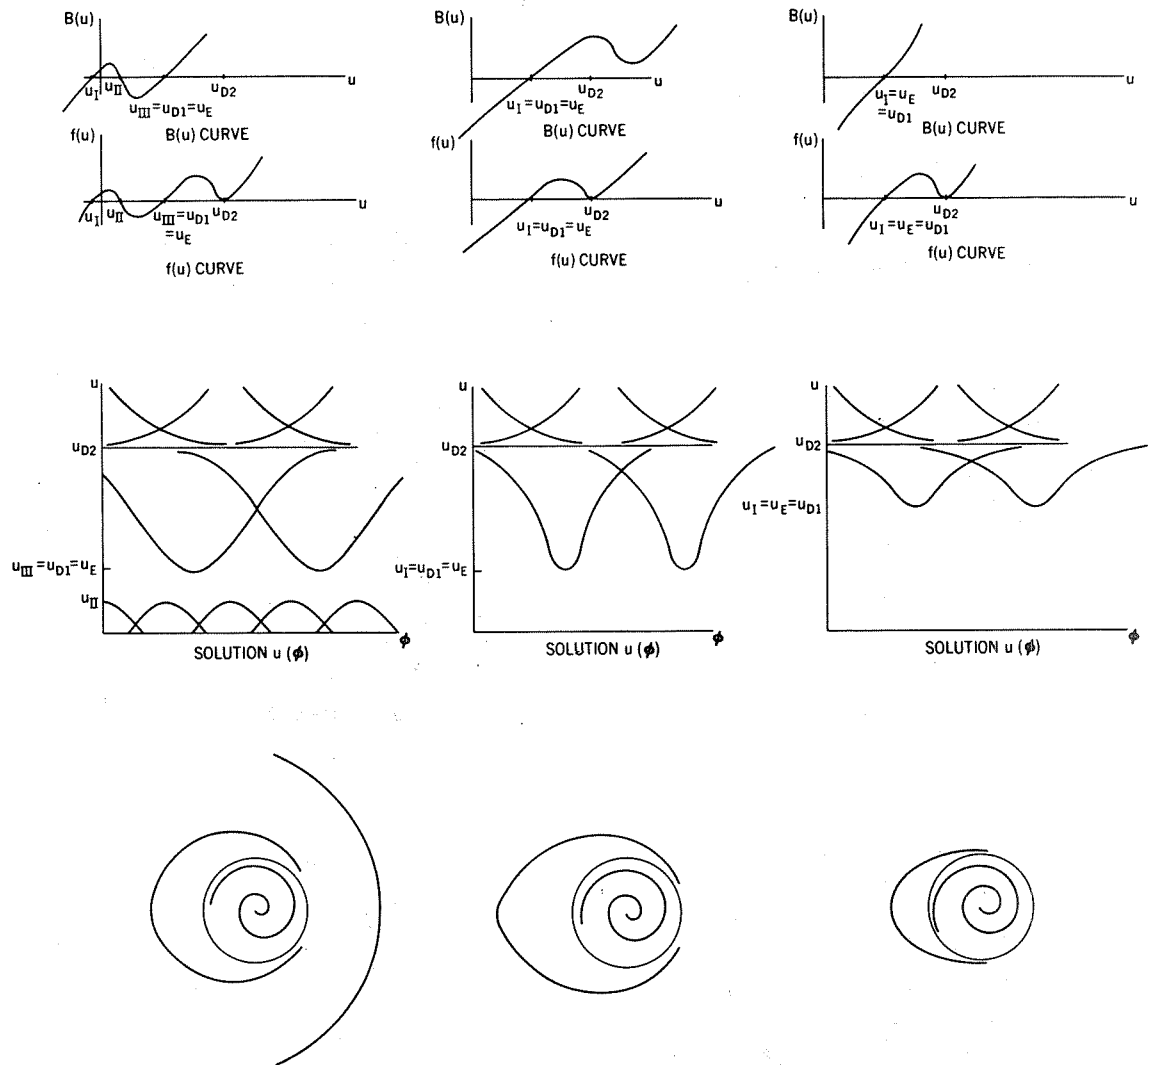 B(u)
u
u_I u_II
u_III=u_D1=u_E
u_D2
B(u) CURVE
f(u)
u
u_I u_II u_III=u_D1 u_D2
=u_E
f(u) CURVE
B(u)
u
u_D2
u_I=u_D1=u_E
B(u) CURVE
f(u)
u
u_D2
u_I=u_D1=u_E
f(u) CURVE
B(u)
u
u_I=u_E u_D2
=u_D1
B(u) CURVE
f(u)
u
u_D2
u_I=u_E=u_D1
f(u) CURVE
u
u_D2
u_III=u_D1=u_E
u_II
ϕ
SOLUTION u (ϕ)
u
u_D2
u_I=u_D1=u_E
ϕ
SOLUTION u (ϕ)
u
u_D2
u_I=u_E=u_D1
ϕ
SOLUTION u (ϕ)